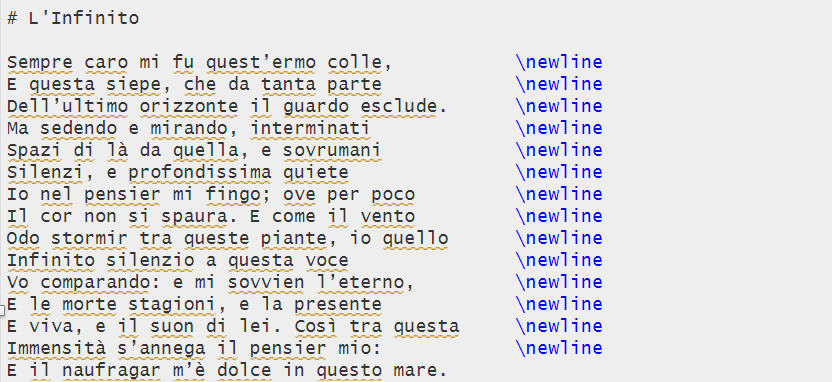 # L'Infinito
Sempre caro mi fu quest’ermo colle, \newline
E questa siepe, che da tanta parte \newline
Dell’ultimo orizzonte il guardo esclude. \newline
Ma sedendo e mirando, interminati \newline
Spazi di là da quella, e sovrumani \newline
Silenzi, e profondissima quiete \newline
Io nel pensier mi fingo; ove per poco \newline
Il cor non si spaura. E come il vento \newline
Odo stormir tra queste piante, io quello \newline
Infinito silenzio a questa voce \newline
Vo comparando: e mi sovvien l’eterno, \newline
E le morte stagioni, e la presente \newline
E viva, e il suon di lei. Così tra questa \newline
Immensità s’annega il pensier mio: \newline
E il naufragar m’è dolce in questo mare.